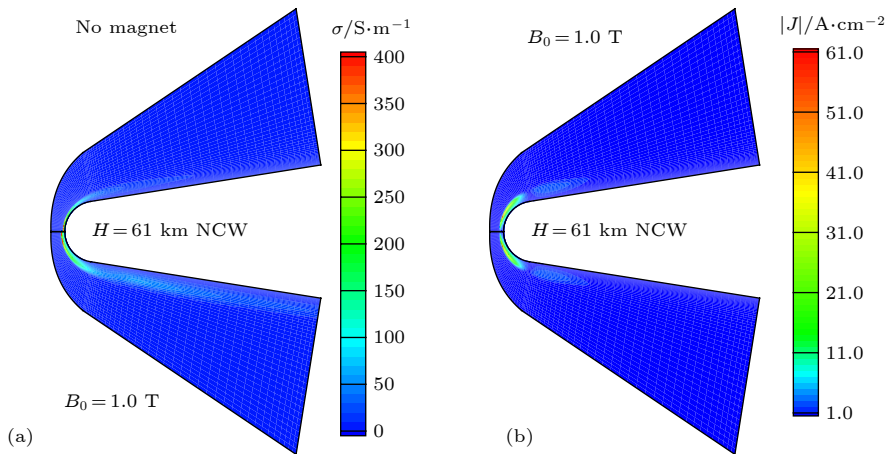 No magnet
σ/S·m⁻¹
400
350
300
250
200
150
100
50
0
H=61 km NCW
B₀=1.0 T
(a)
B₀=1.0 T
|J|/A·cm⁻²
61.0
51.0
41.0
31.0
21.0
11.0
1.0
H=61 km NCW
(b)